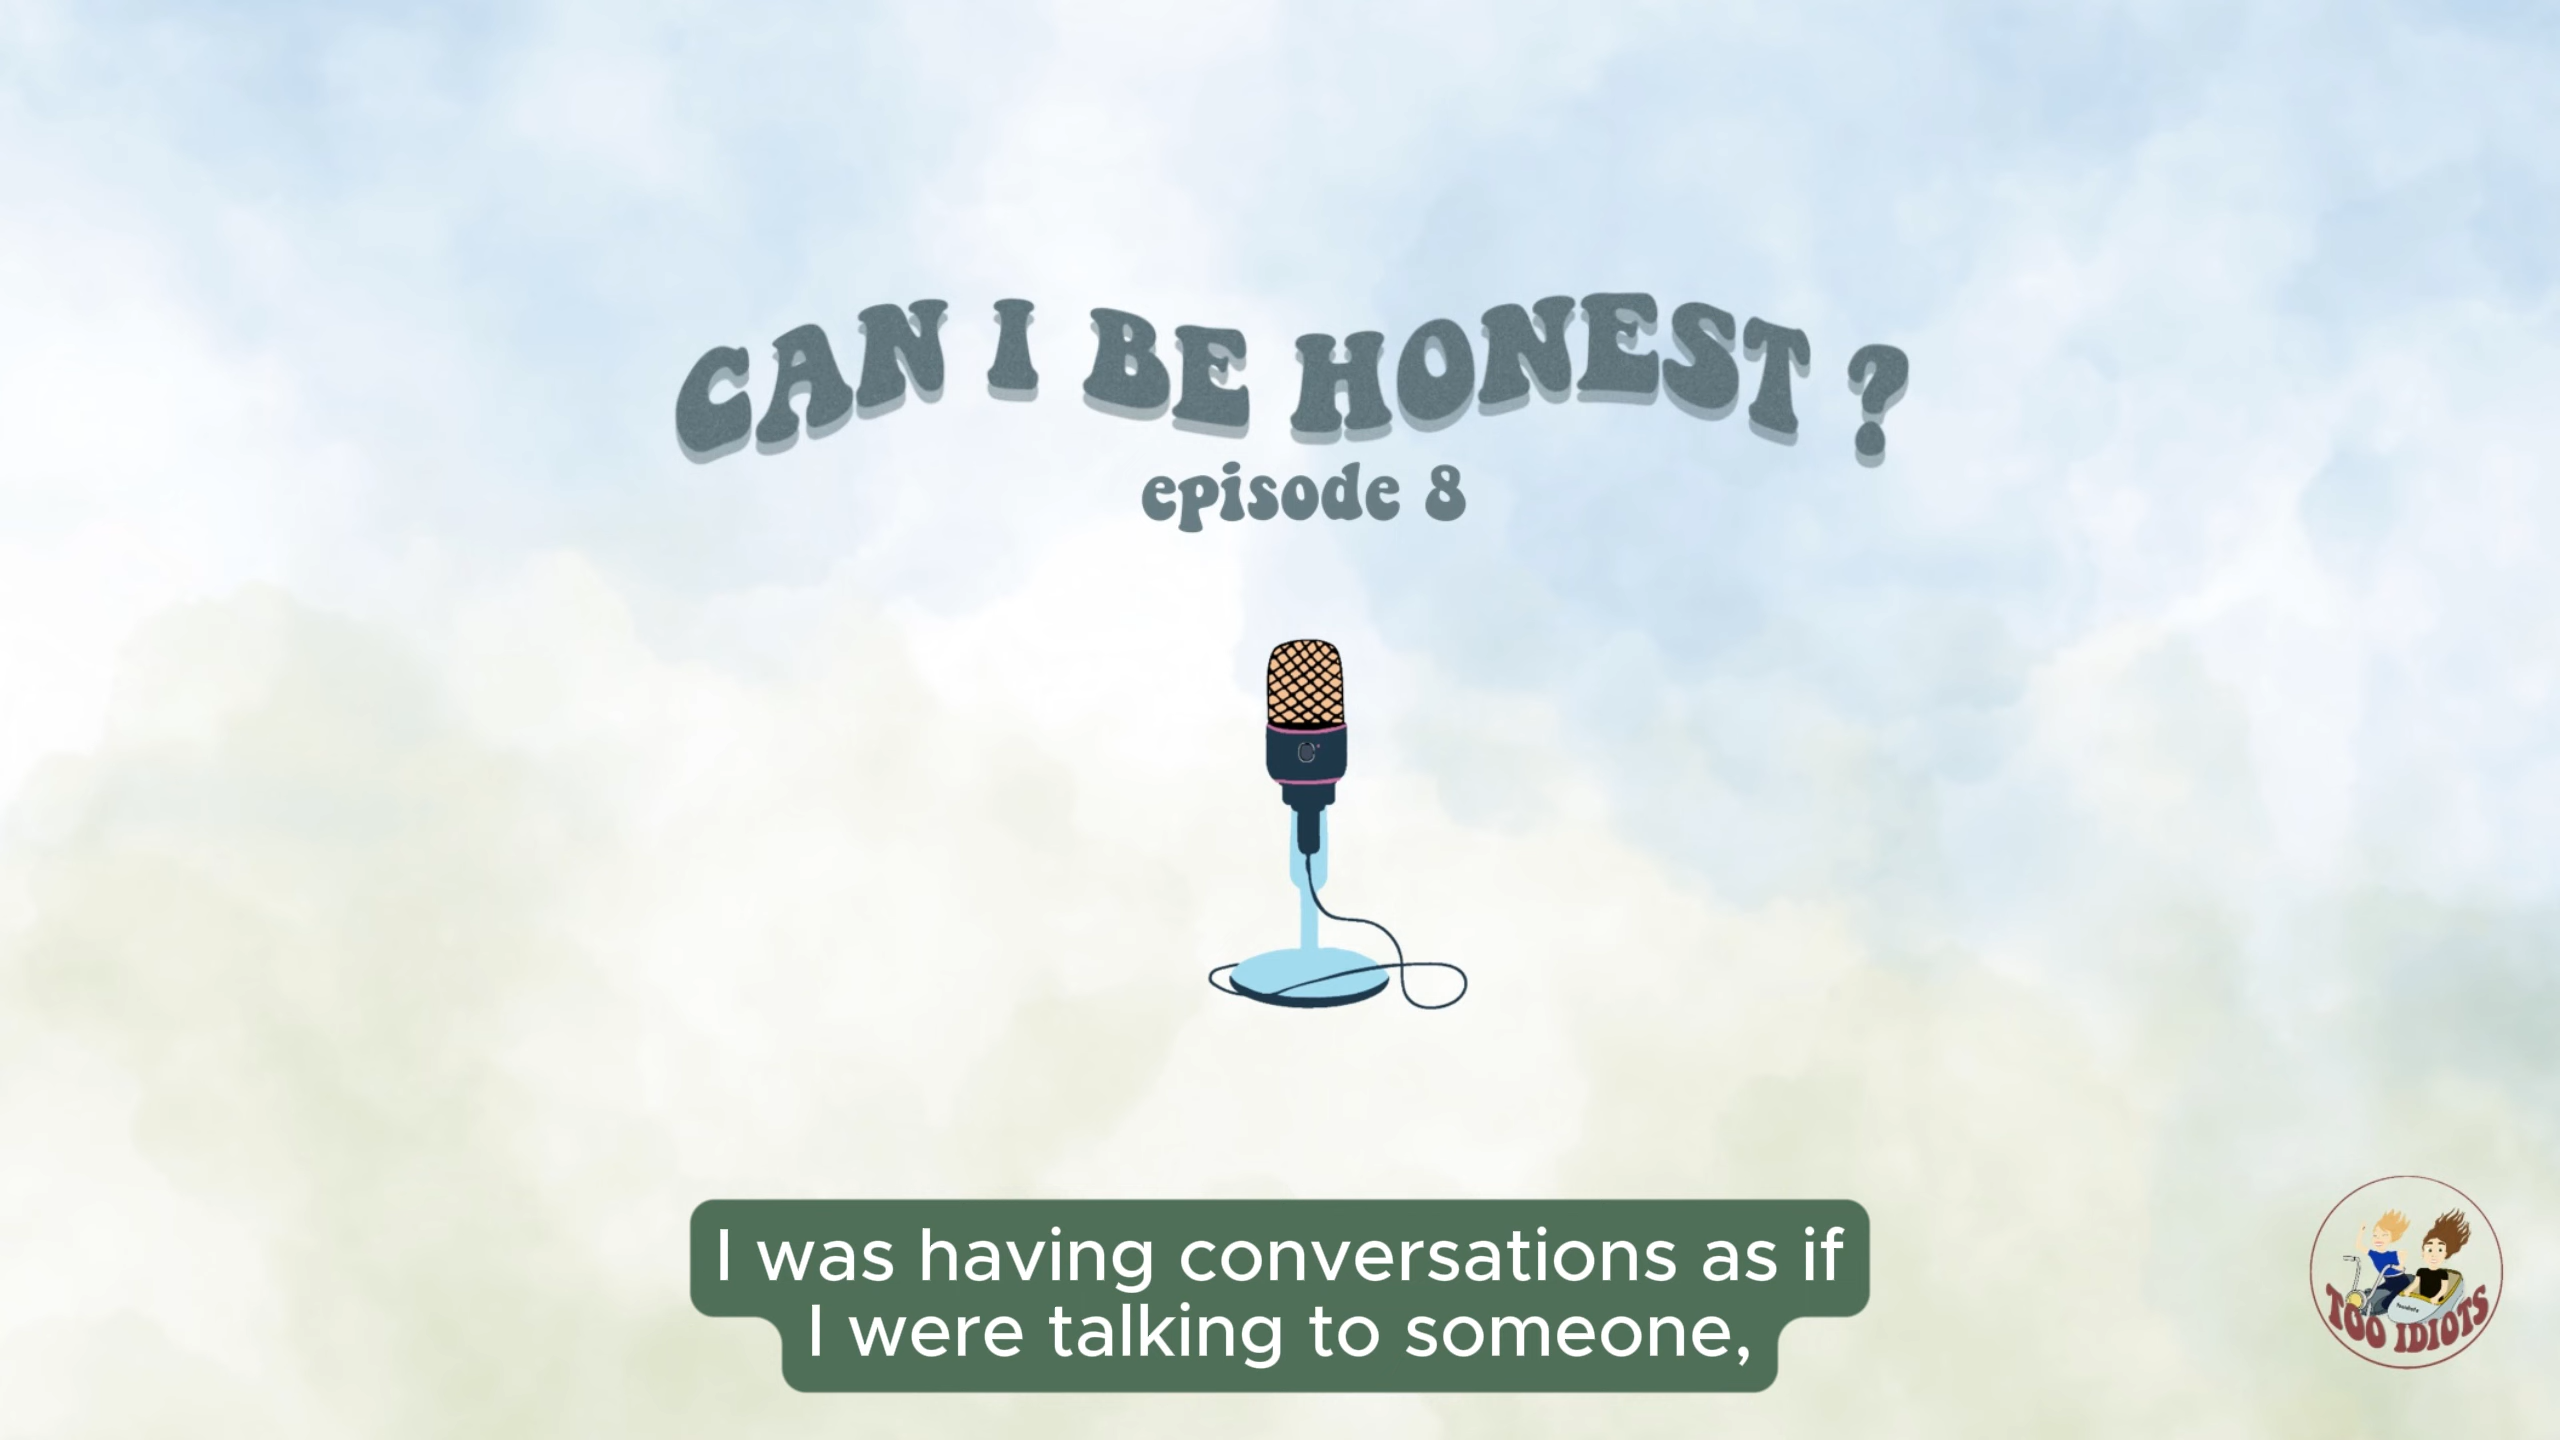 CAN I BE HONEST ?
episode 8
I was having conversations as if
I were talking to someone,
TOO IDIOTS